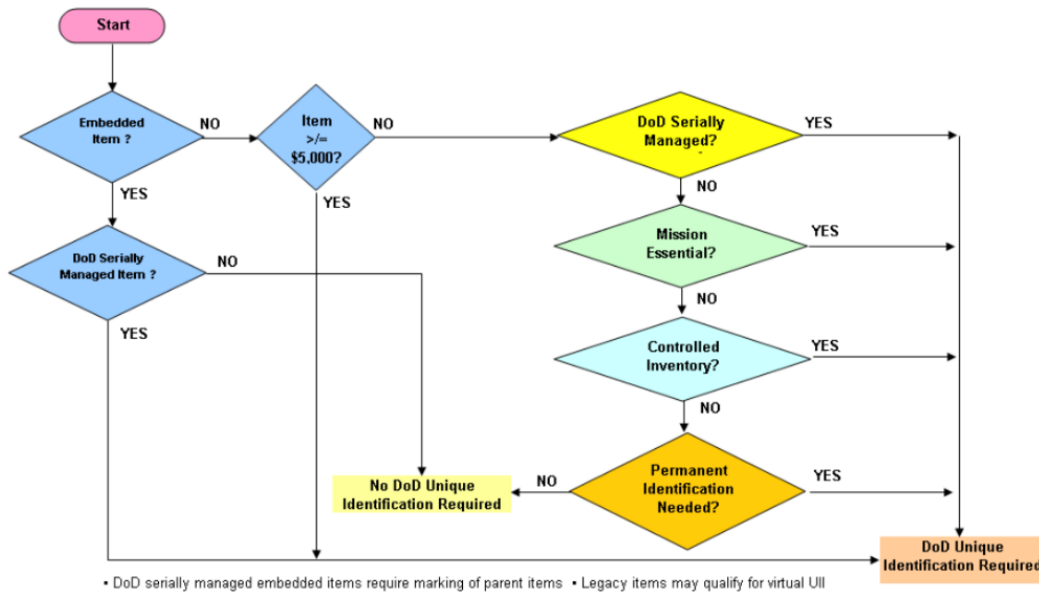 Start
Embedded
Item ?
NO
Item
>/=
$5,000?
NO
DoD Serially
Managed?
YES
YES
YES
NO
DoD Serially
Managed Item ?
NO
Mission
Essential?
YES
NO
YES
Controlled
Inventory?
YES
NO
No DoD Unique
Identification Required
NO
Permanent
Identification
Needed?
YES
DoD Unique
Identification Required
▪ DoD serially managed embedded items require marking of parent items ▪ Legacy items may qualify for virtual UII